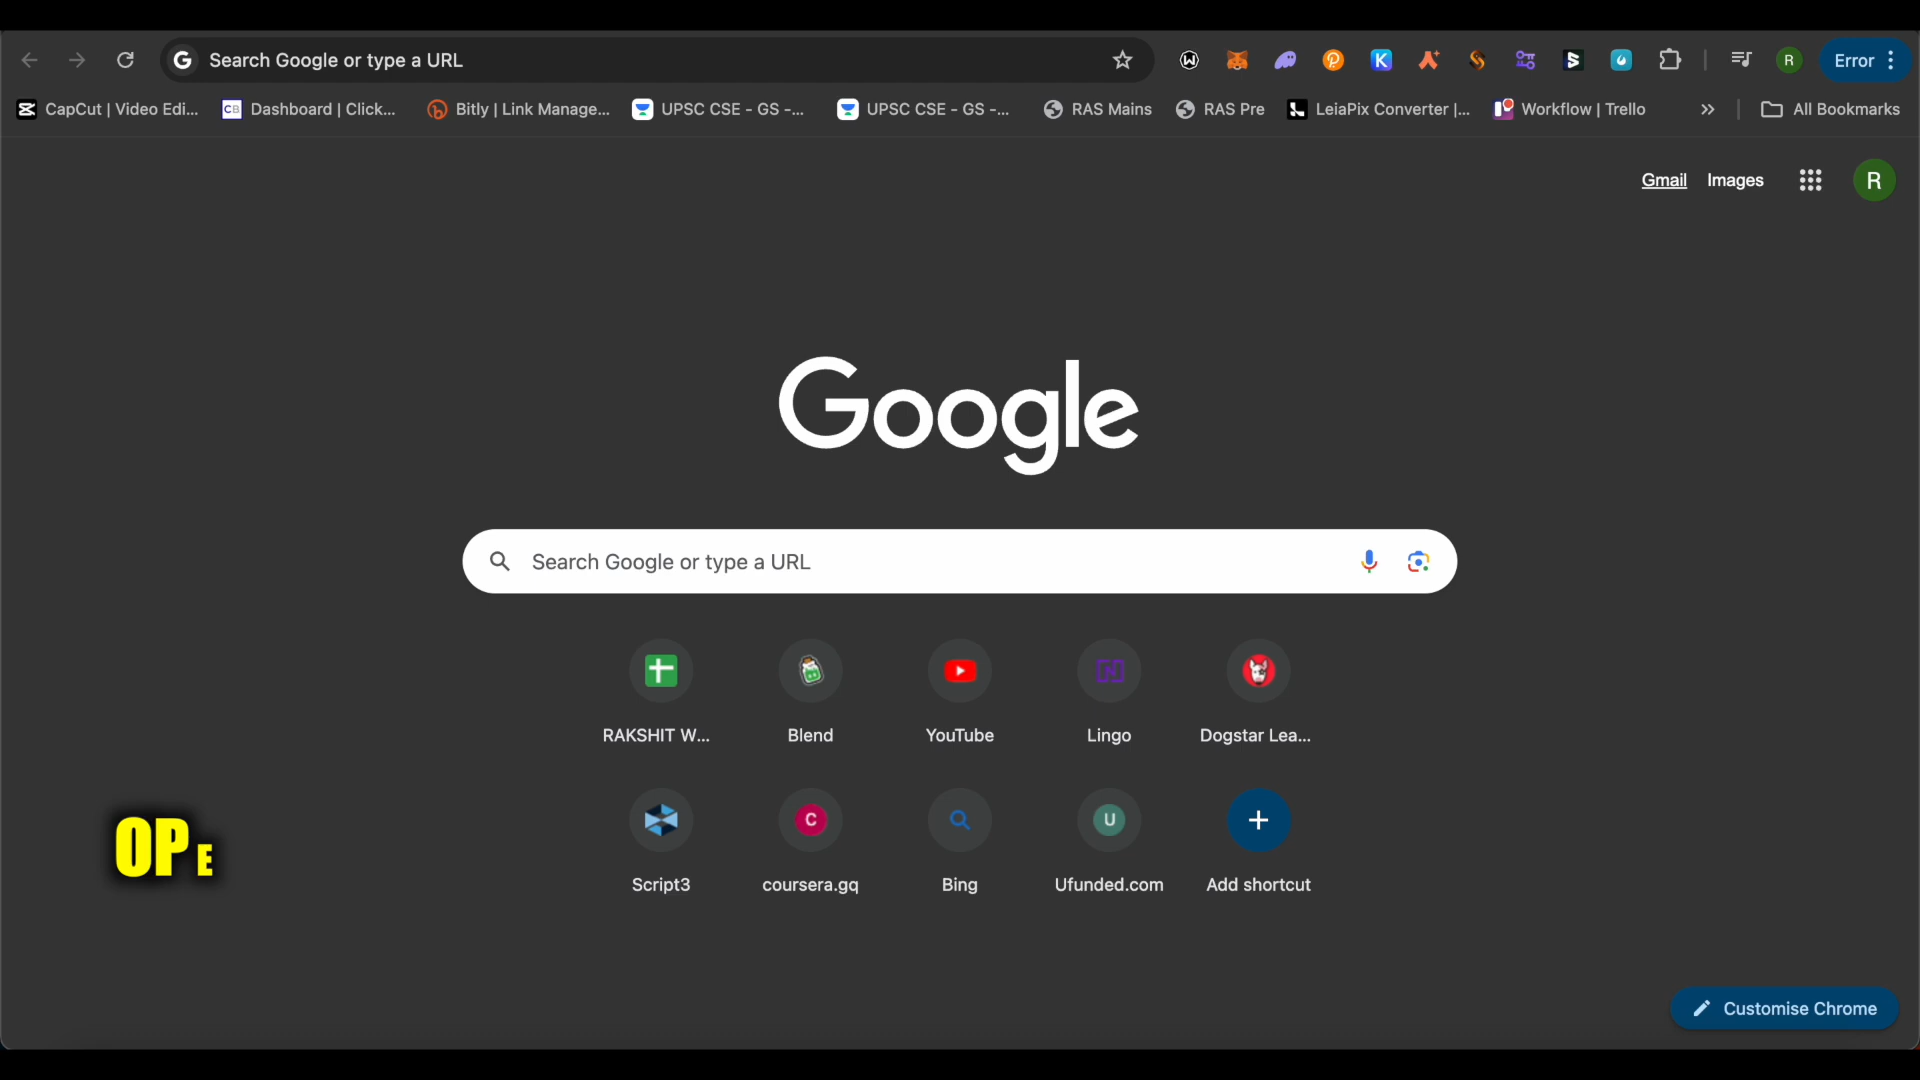 Search Google or type a URL
R
Error
CapCut | Video Edi...
CB Dashboard | Click...
Bitly | Link Manage...
UPSC CSE - GS -...
UPSC CSE - GS -...
RAS Mains
RAS Pre
LeiaPix Converter |...
Workflow | Trello
All Bookmarks
Gmail
Images
R
Google
Search Google or type a URL
RAKSHIT W...
Blend
YouTube
Lingo
Dogstar Lea...
C
U
Script3
coursera.gq
Bing
Ufunded.com
Add shortcut
OPE
Customise Chrome